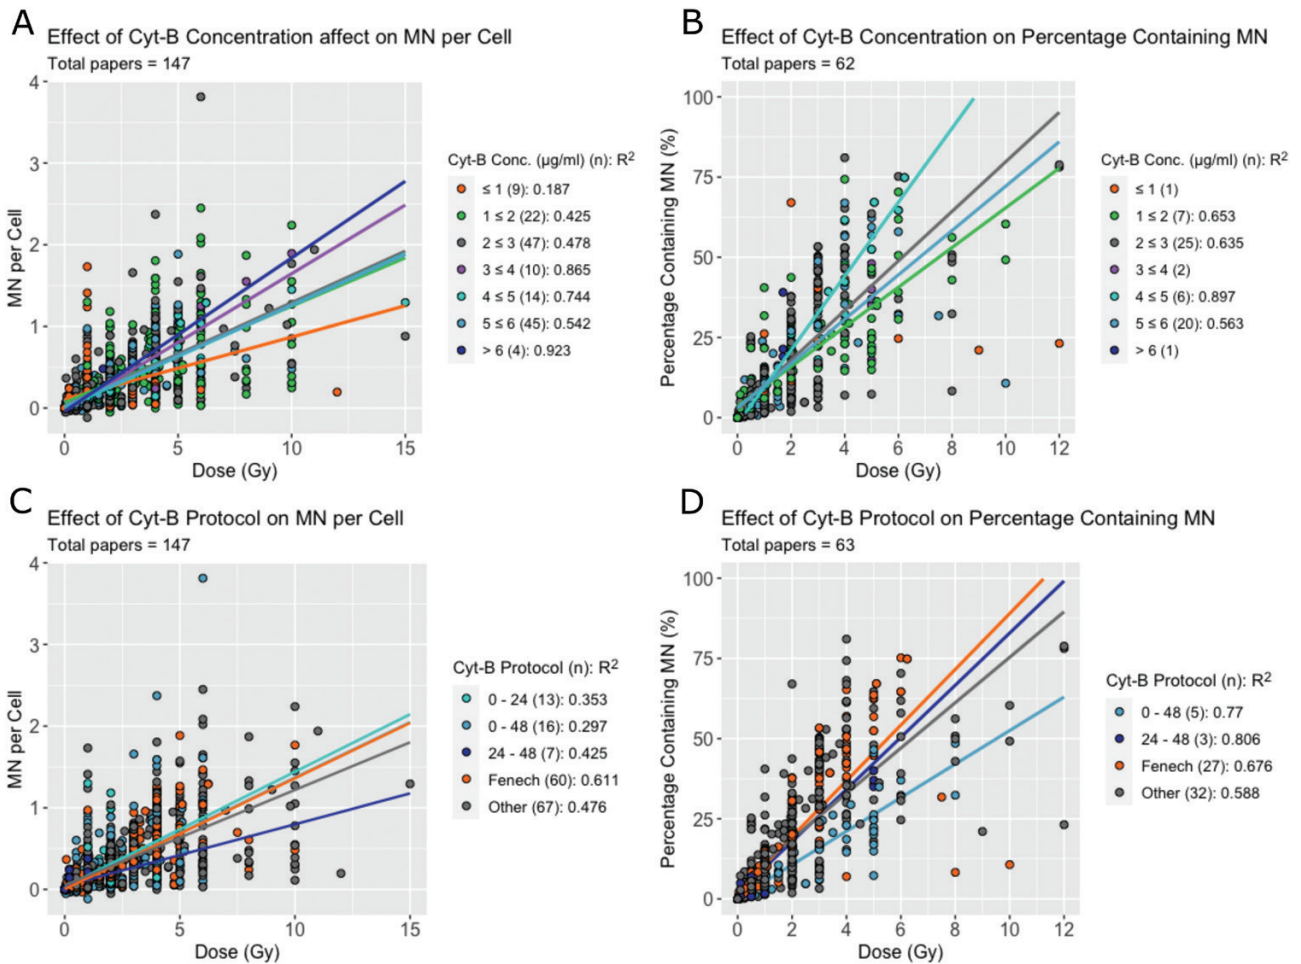 A
Effect of Cyt-B Concentration affect on MN per Cell
Total papers = 147
4
3
2
1
0
MN per Cell
0 5 10 15
Dose (Gy)
Cyt-B Conc. (µg/ml) (n): R²
≤ 1 (9): 0.187
1 ≤ 2 (22): 0.425
2 ≤ 3 (47): 0.478
3 ≤ 4 (10): 0.865
4 ≤ 5 (14): 0.744
5 ≤ 6 (45): 0.542
> 6 (4): 0.923
B
Effect of Cyt-B Concentration on Percentage Containing MN
Total papers = 62
100
75
50
25
0
Percentage Containing MN (%)
0 2 4 6 8 10 12
Dose (Gy)
Cyt-B Conc. (µg/ml) (n): R²
≤ 1 (1)
1 ≤ 2 (7): 0.653
2 ≤ 3 (25): 0.635
3 ≤ 4 (2)
4 ≤ 5 (6): 0.897
5 ≤ 6 (20): 0.563
> 6 (1)
C
Effect of Cyt-B Protocol on MN per Cell
Total papers = 147
4
3
2
1
0
MN per Cell
0 5 10 15
Dose (Gy)
Cyt-B Protocol (n): R²
0 - 24 (13): 0.353
0 - 48 (16): 0.297
24 - 48 (7): 0.425
Fenech (60): 0.611
Other (67): 0.476
D
Effect of Cyt-B Protocol on Percentage Containing MN
Total papers = 63
100
75
50
25
0
Percentage Containing MN (%)
0 2 4 6 8 10 12
Dose (Gy)
Cyt-B Protocol (n): R²
0 - 48 (5): 0.77
24 - 48 (3): 0.806
Fenech (27): 0.676
Other (32): 0.588